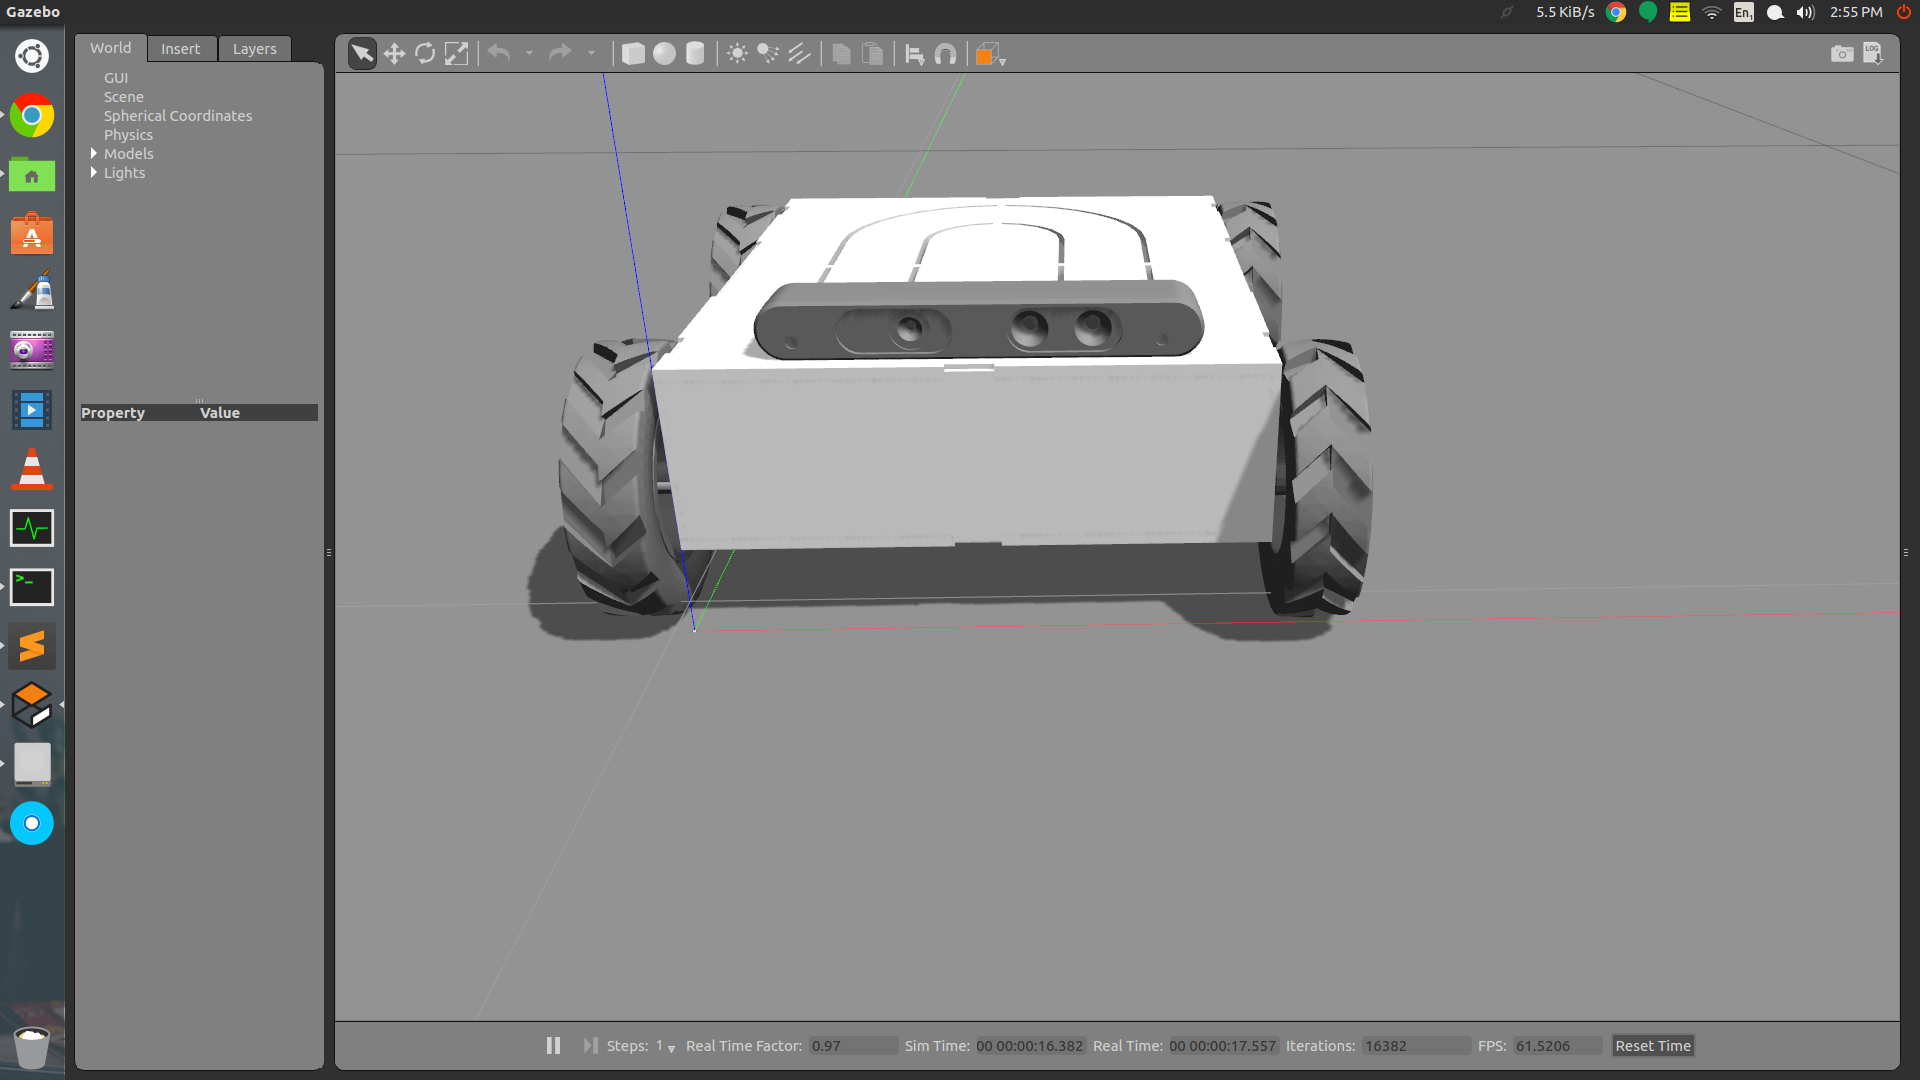 Gazebo
5.5 KiB/s
En1
2:55 PM
World Insert Layers
LOG
GUI
Scene
Spherical Coordinates
Physics
Models
Lights
Property Value
>_
Steps: 1 Real Time Factor: 0.97 Sim Time: 00 00:00:16.382 Real Time: 00 00:00:17.557 Iterations: 16382 FPS: 61.5206 Reset Time